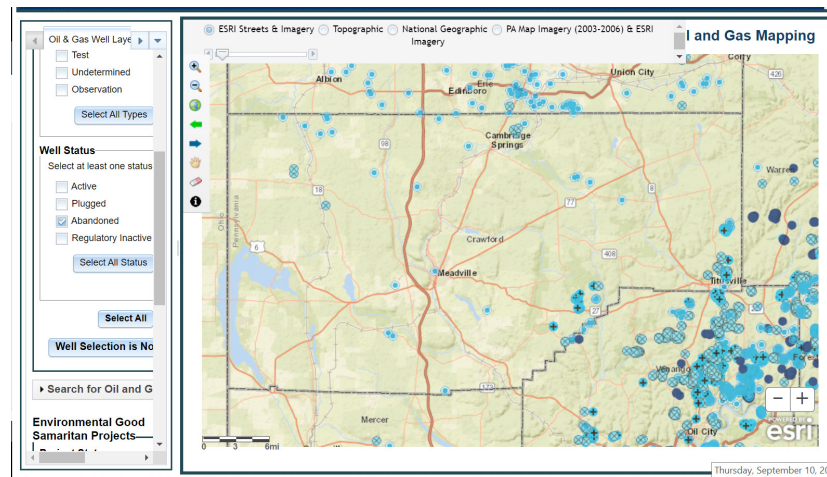 ESRI Streets & Imagery Topographic National Geographic PA Map Imagery (2003-2006) & ESRI
Imagery
l and Gas Mapping
Oil & Gas Well Laye
Test
Undetermined
Observation
Select All Types
Well Status
Select at least one status
Active
Plugged
Abandoned
Regulatory Inactive
Select All Status
Select All
Well Selection is No
Search for Oil and G
Environmental Good
Samaritan Projects
Albion
Edinboro
Erie
Union City
Corry
426
Cambridge
Springs
98
18
Warren
8
77
Ohio
Pennsylvania
6
Crawford
408
Meadville
Titusville
27
Venango
Forest
173
Mercer
Oil City
0 3 6mi
POWERED BY
esri
Thursday, September 10, 20